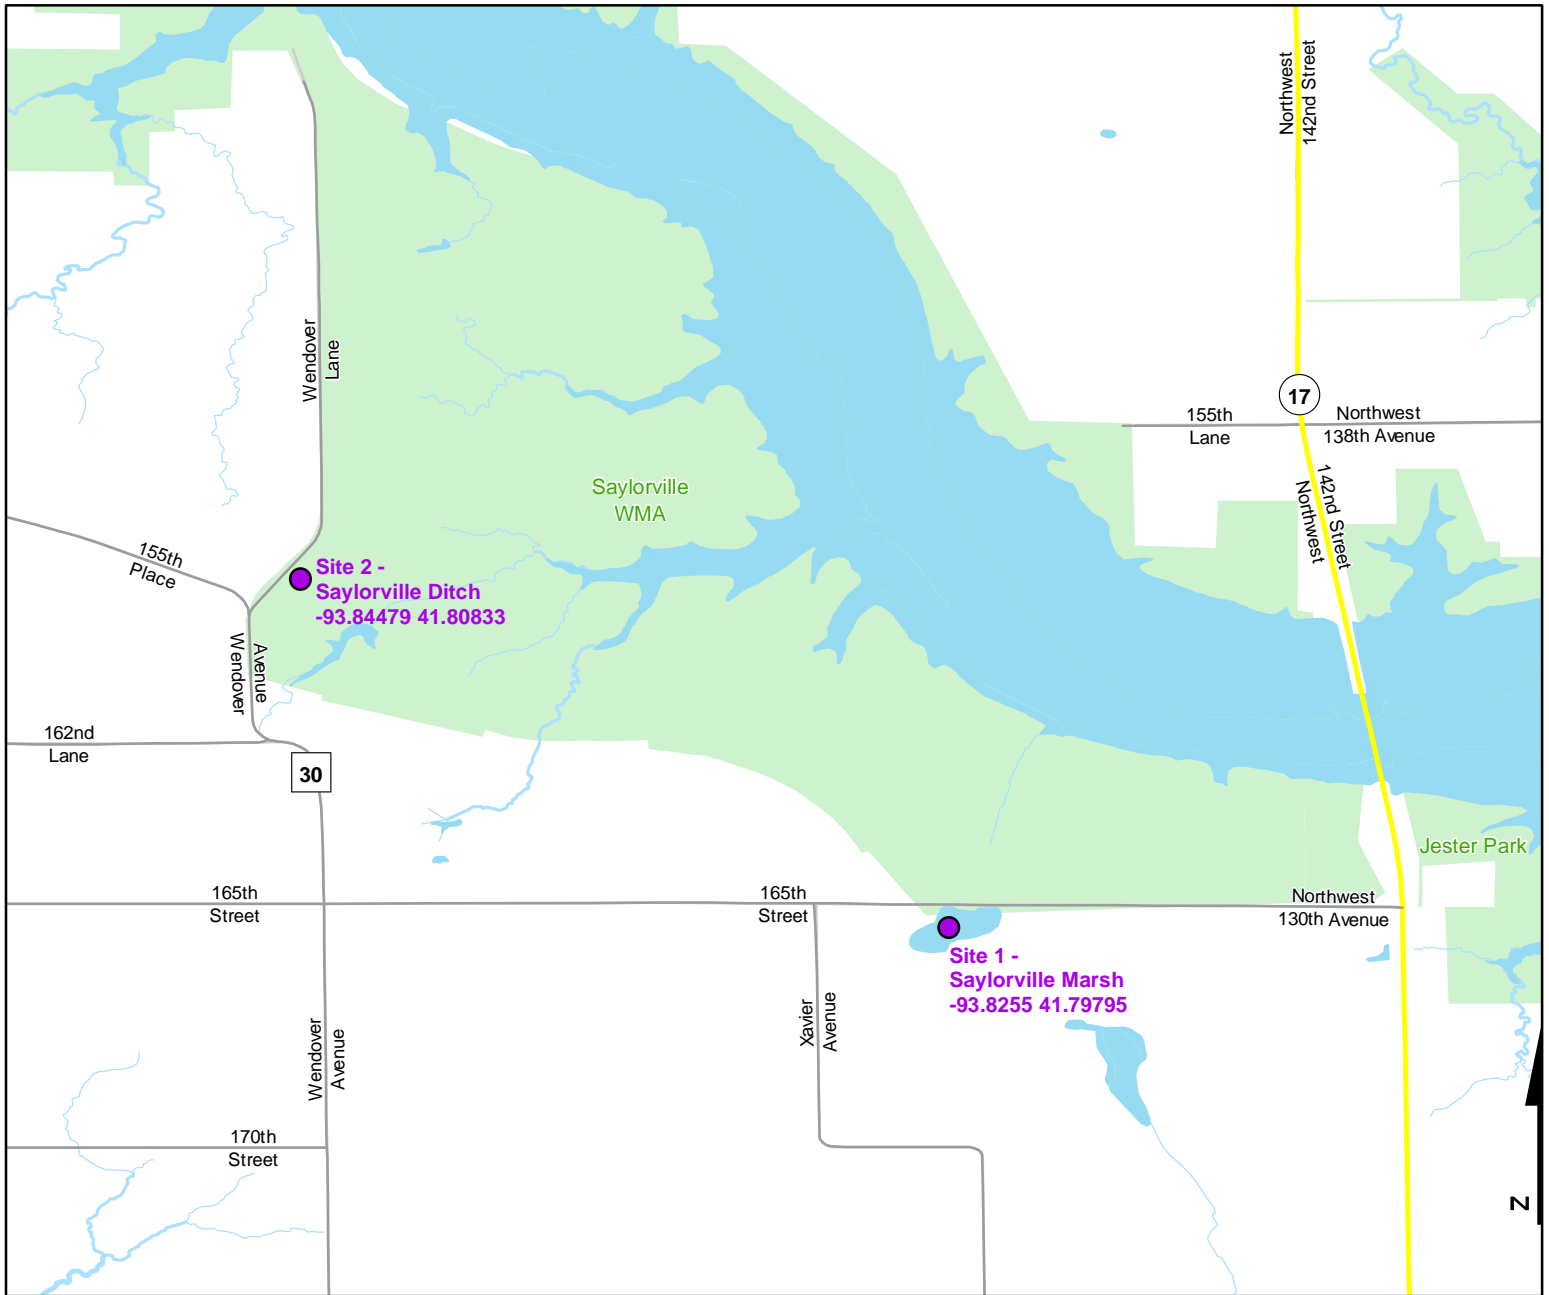 Northwest
142nd Street
Wendover
Lane
17
155th
Lane
Northwest
138th Avenue
142nd Street
Northwest
Saylorville
WMA
155th
Place
Site 2 -
Saylorville Ditch
-93.84479 41.80833
Wendover
Avenue
162nd
Lane
30
Jester Park
165th
Street
165th
Street
Northwest
130th Avenue
Site 1 -
Saylorville Marsh
-93.8255 41.79795
Xavier
Avenue
Wendover
Avenue
170th
Street
N